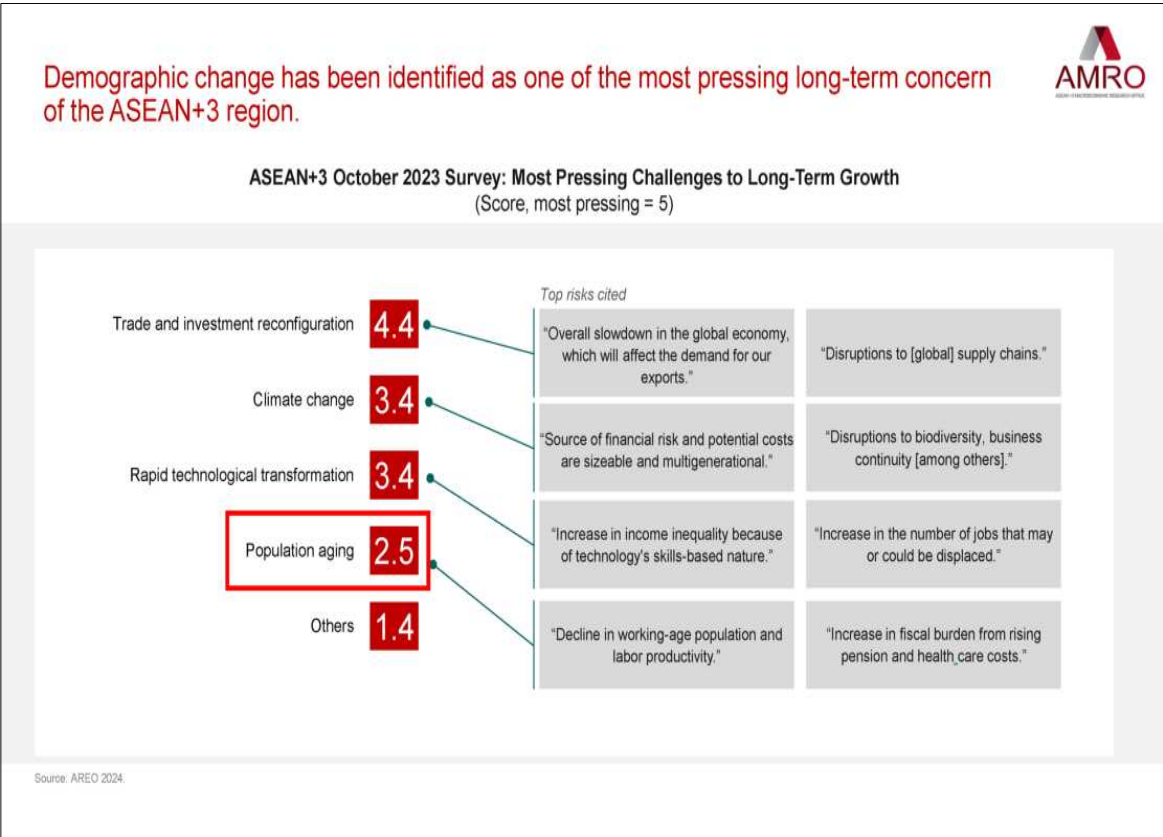 Demographic change has been identified as one of the most pressing long-term concern
of the ASEAN+3 region.
AMRO
ASEAN+3 MACROECONOMIC RESEARCH OFFICE
ASEAN+3 October 2023 Survey: Most Pressing Challenges to Long-Term Growth
(Score, most pressing = 5)
Top risks cited
Trade and investment reconfiguration 4.4
“Overall slowdown in the global economy,
which will affect the demand for our
exports.”
“Disruptions to [global] supply chains.”
Climate change 3.4
“Source of financial risk and potential costs
are sizeable and multigenerational.”
“Disruptions to biodiversity, business
continuity [among others].”
Rapid technological transformation 3.4
“Increase in income inequality because
of technology's skills-based nature.”
“Increase in the number of jobs that may
or could be displaced.”
Population aging 2.5
“Decline in working-age population and
labor productivity.”
“Increase in fiscal burden from rising
pension and health care costs.”
Others 1.4
Source: AREO 2024.